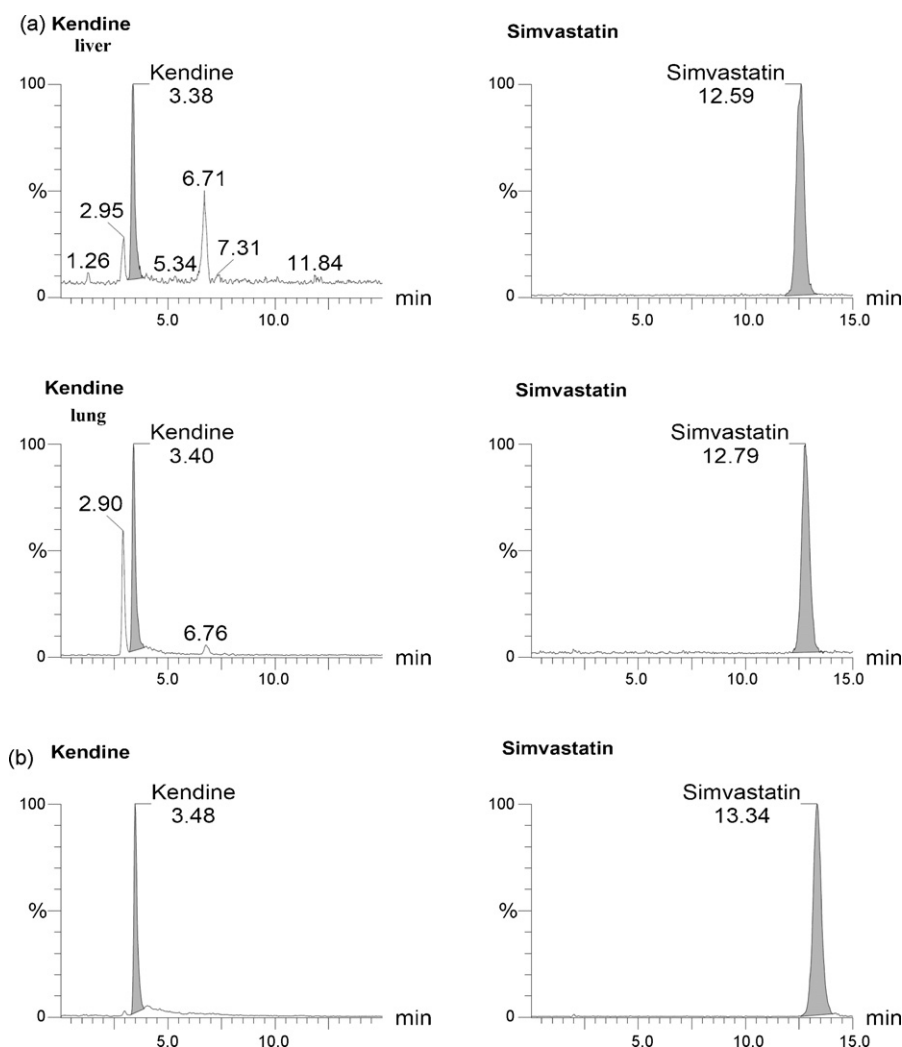 (a) Kendine
liver
Simvastatin
Kendine
3.38
100
6.71
2.95
%
1.26
5.34
7.31
11.84
0
5.0
10.0
min
Simvastatin
12.59
100
%
0
5.0
10.0
15.0
min
Kendine
lung
Simvastatin
Kendine
3.40
100
2.90
%
6.76
0
5.0
10.0
min
Simvastatin
12.79
100
%
0
5.0
10.0
15.0
min
(b) Kendine
Simvastatin
Kendine
3.48
100
%
0
5.0
10.0
min
Simvastatin
13.34
100
%
0
5.0
10.0
15.0
min